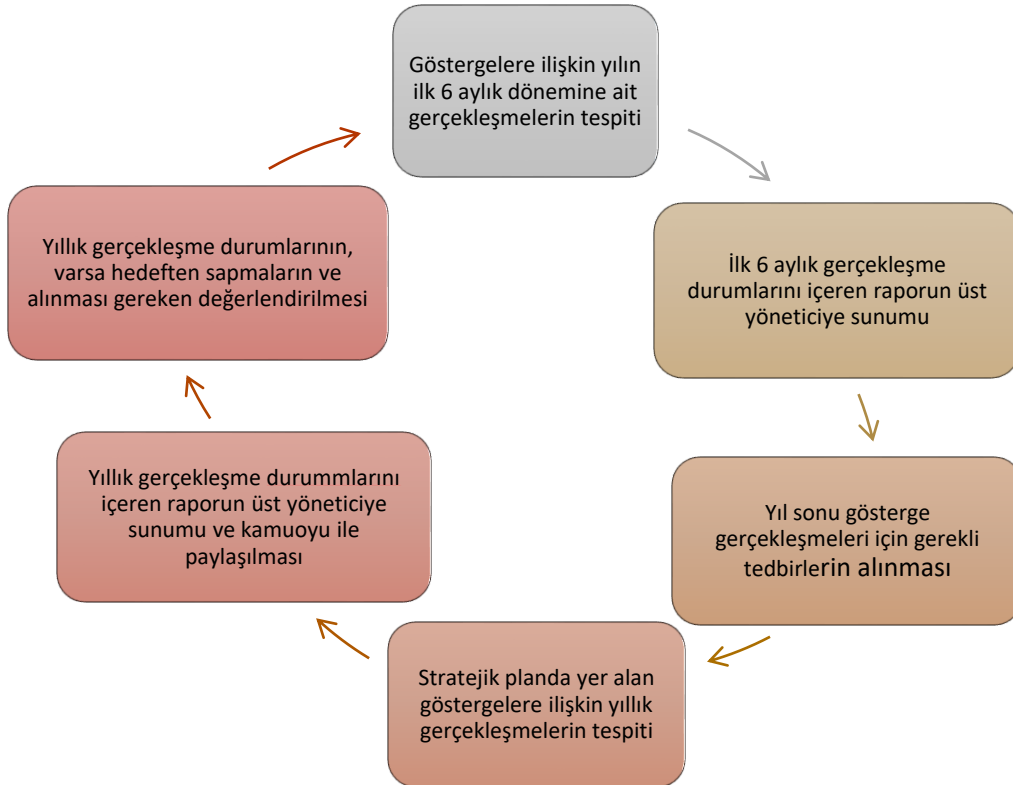 Göstergelere ilişkin yılın
ilk 6 aylık dönemine ait
gerçekleşmelerin tespiti
İlk 6 aylık gerçekleşme
durumlarını içeren raporun üst
yöneticiye sunumu
Yıl sonu gösterge
gerçekleşmeleri için gerekli
tedbirlerin alınması
Stratejik planda yer alan
göstergelere ilişkin yıllık
gerçekleşmelerin tespiti
Yıllık gerçekleşme durummlarını
içeren raporun üst yöneticiye
sunumu ve kamuoyu ile
paylaşılması
Yıllık gerçekleşme durumlarının,
varsa hedeften sapmaların ve
alınması gereken değerlendirilmesi